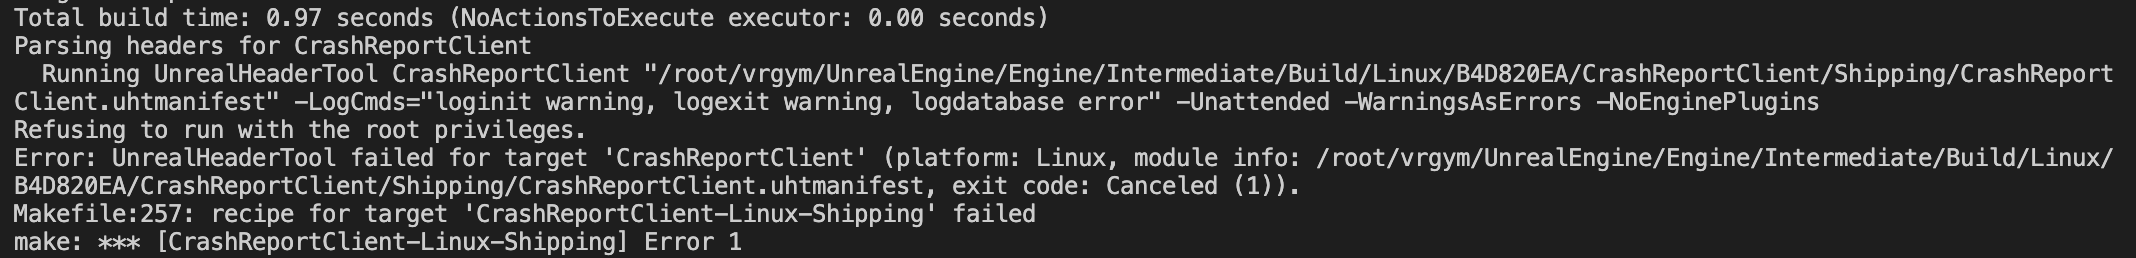 Total build time: 0.97 seconds (NoActionsToExecute executor: 0.00 seconds)
Parsing headers for CrashReportClient
  Running UnrealHeaderTool CrashReportClient "/root/vrgym/UnrealEngine/Engine/Intermediate/Build/Linux/B4D820EA/CrashReportClient/Shipping/CrashReport
Client.uhtmanifest" -LogCmds="loginit warning, logexit warning, logdatabase error" -Unattended -WarningsAsErrors -NoEnginePlugins
Refusing to run with the root privileges.
Error: UnrealHeaderTool failed for target 'CrashReportClient' (platform: Linux, module info: /root/vrgym/UnrealEngine/Engine/Intermediate/Build/Linux/
B4D820EA/CrashReportClient/Shipping/CrashReportClient.uhtmanifest, exit code: Canceled (1)).
Makefile:257: recipe for target 'CrashReportClient-Linux-Shipping' failed
make: *** [CrashReportClient-Linux-Shipping] Error 1